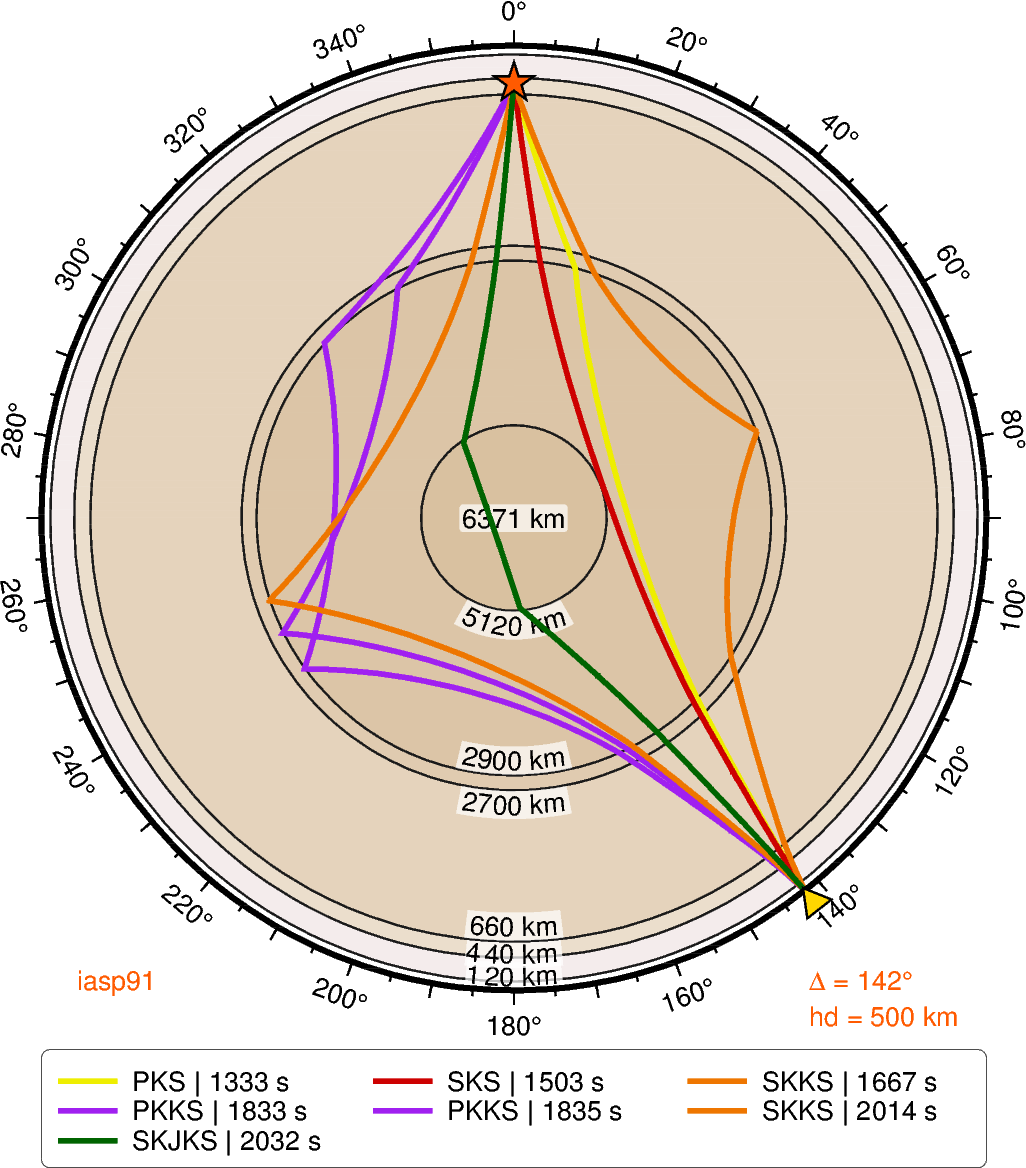 0°
340°
20°
320°
40°
300°
60°
280°
80°
6371 km
260°
100°
5120 km
2900 km
240°
120°
2700 km
220°
140°
660 km
440 km
120 km
200°
160°
180°
iasp91
Δ = 142°
hd = 500 km
PKS | 1333 s
SKS | 1503 s
SKKS | 1667 s
PKKS | 1833 s
PKKS | 1835 s
SKKS | 2014 s
SKJKS | 2032 s